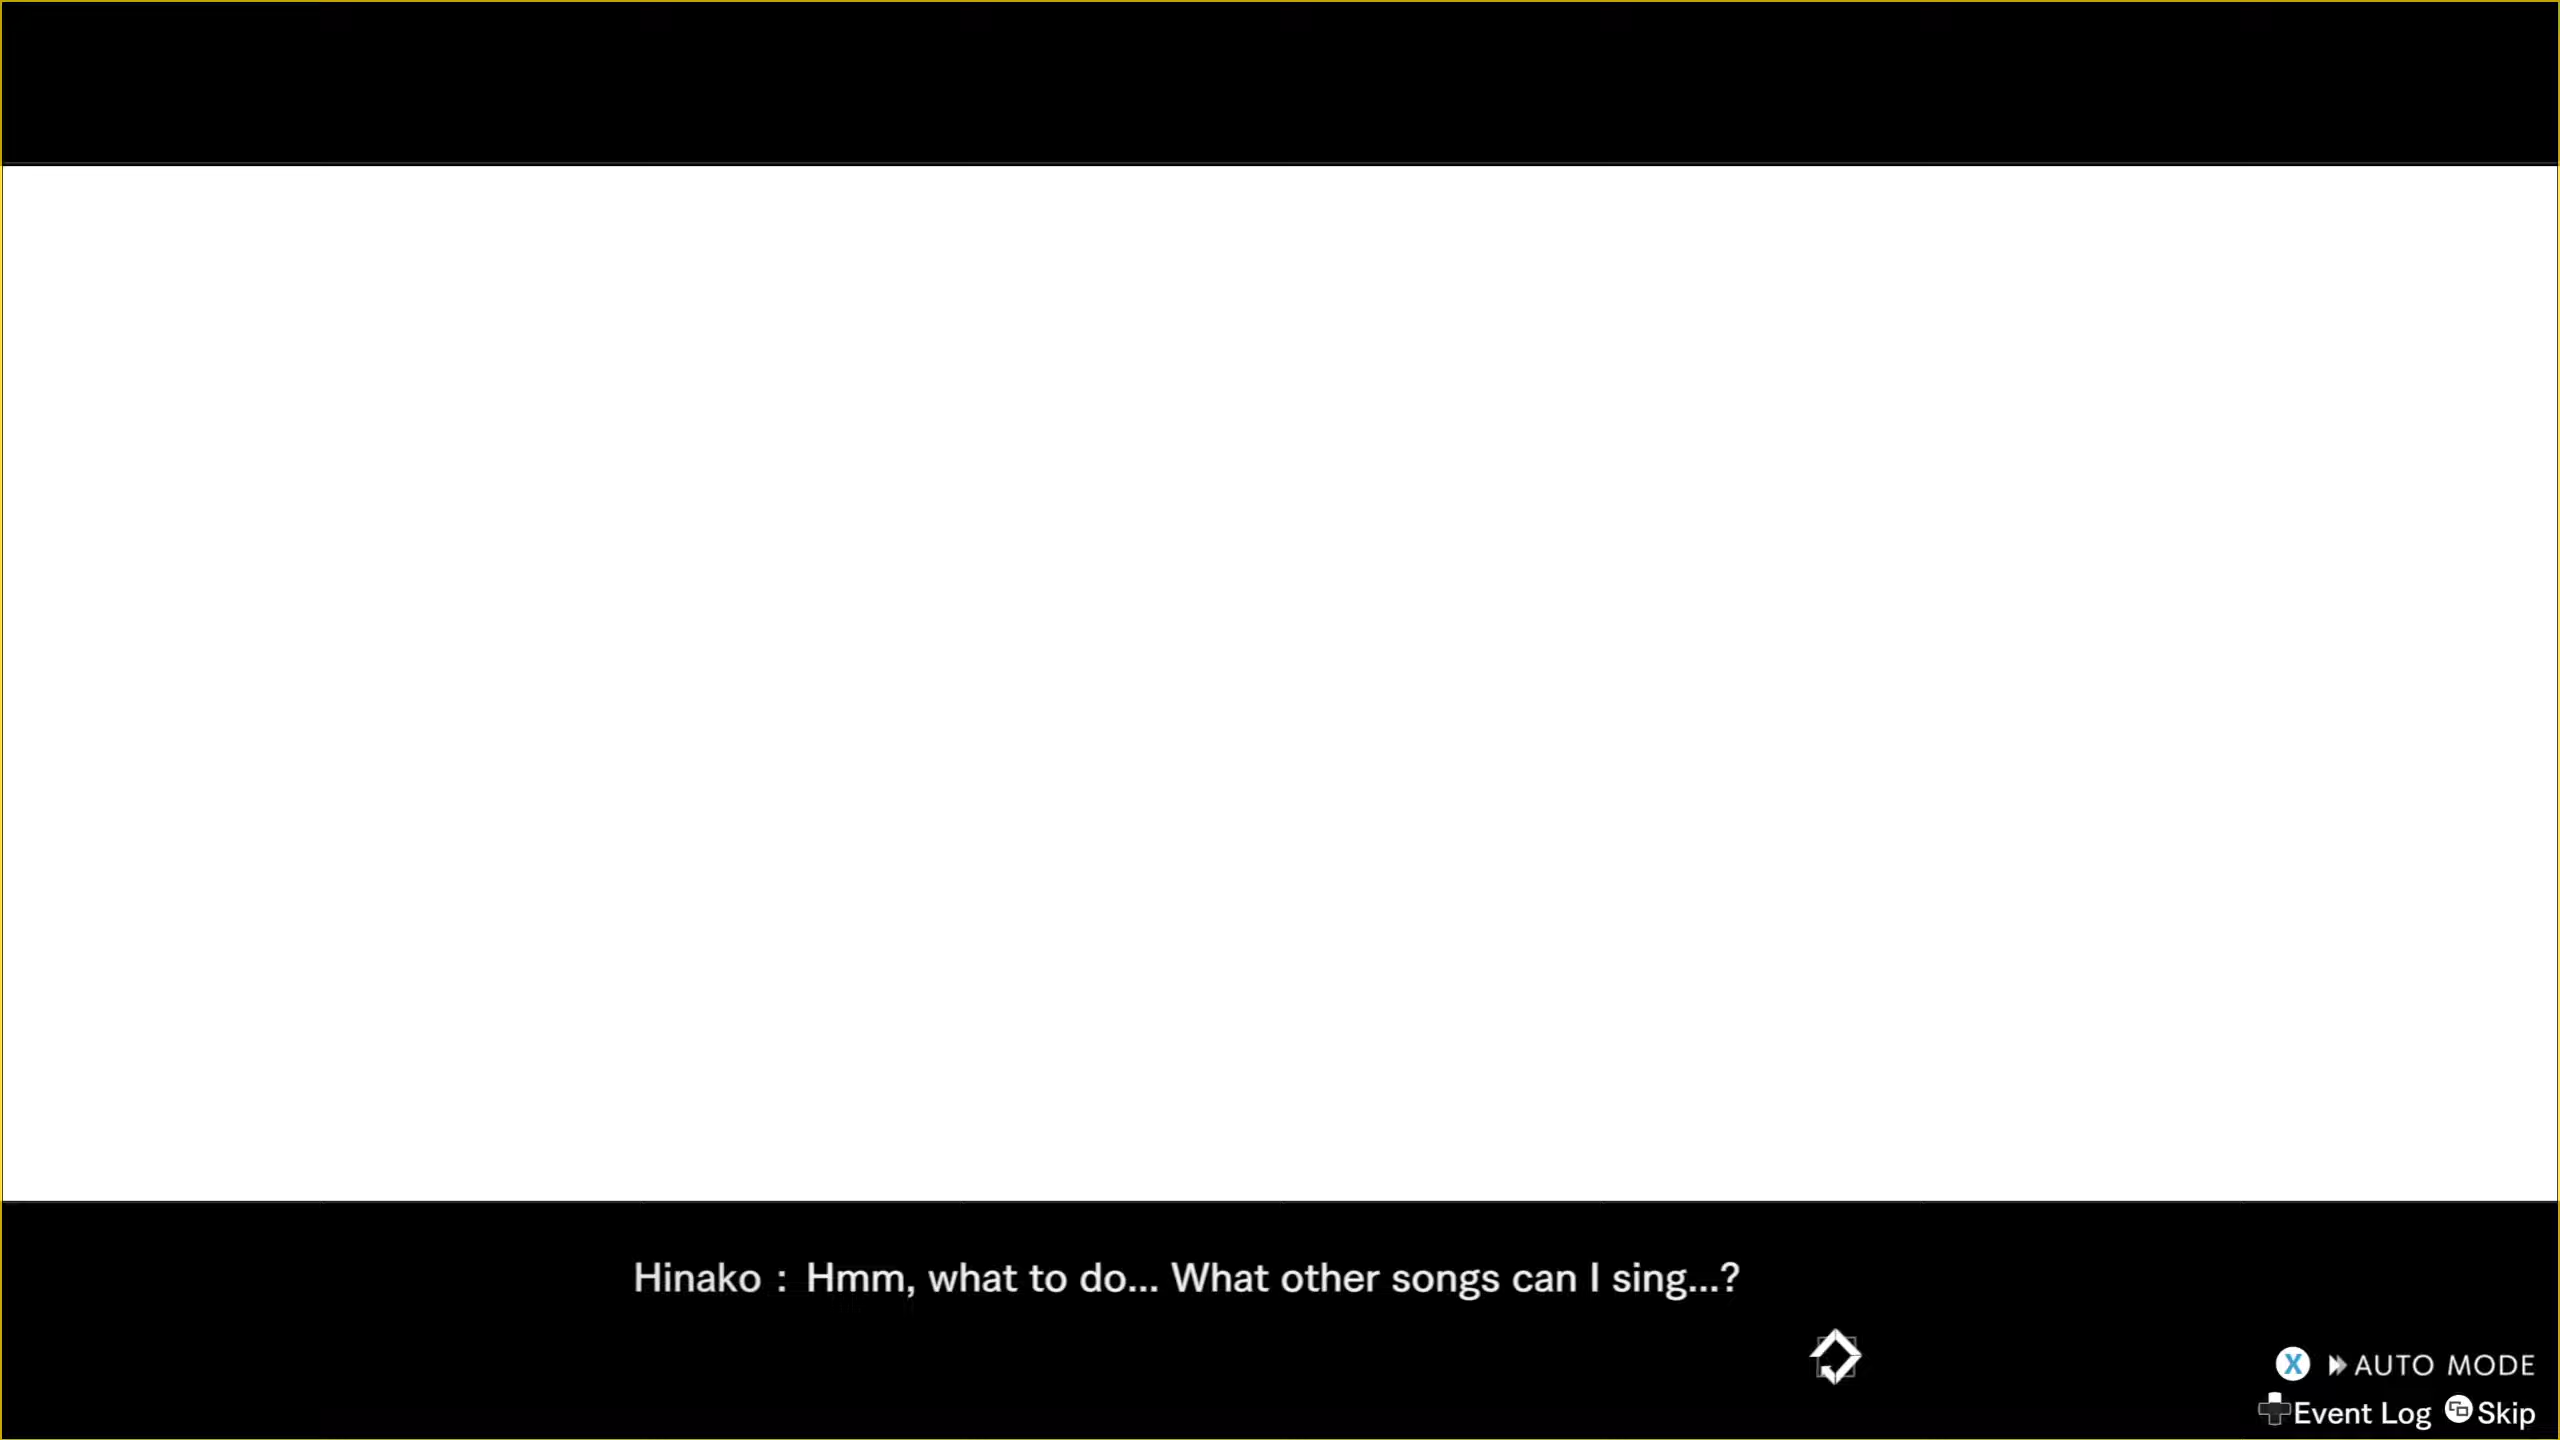 Hinako : Hmm, what to do... What other songs can I sing...?
X AUTO MODE
Event Log Skip